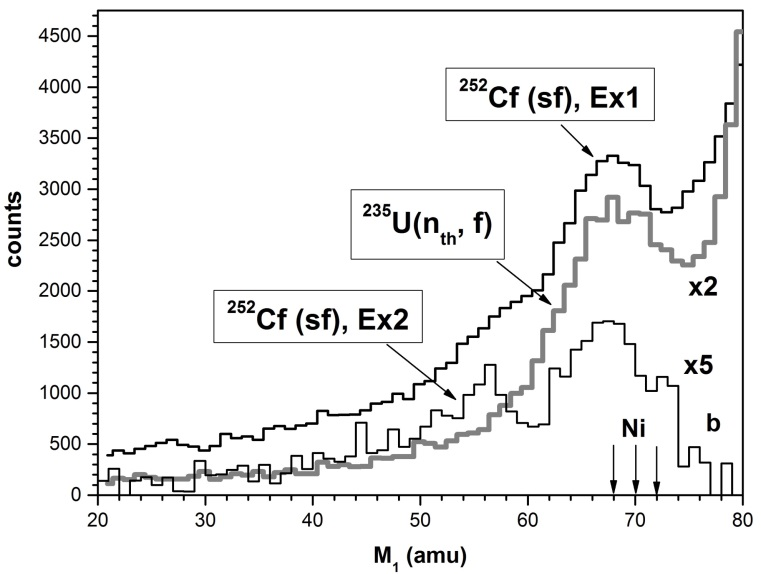 4500
4000
3500
3000
2500
2000
1500
1000
500
0
counts
252Cf (sf), Ex1
235U(nth, f)
252Cf (sf), Ex2
x2
x5
b
Ni
20 30 40 50 60 70 80
M1 (amu)